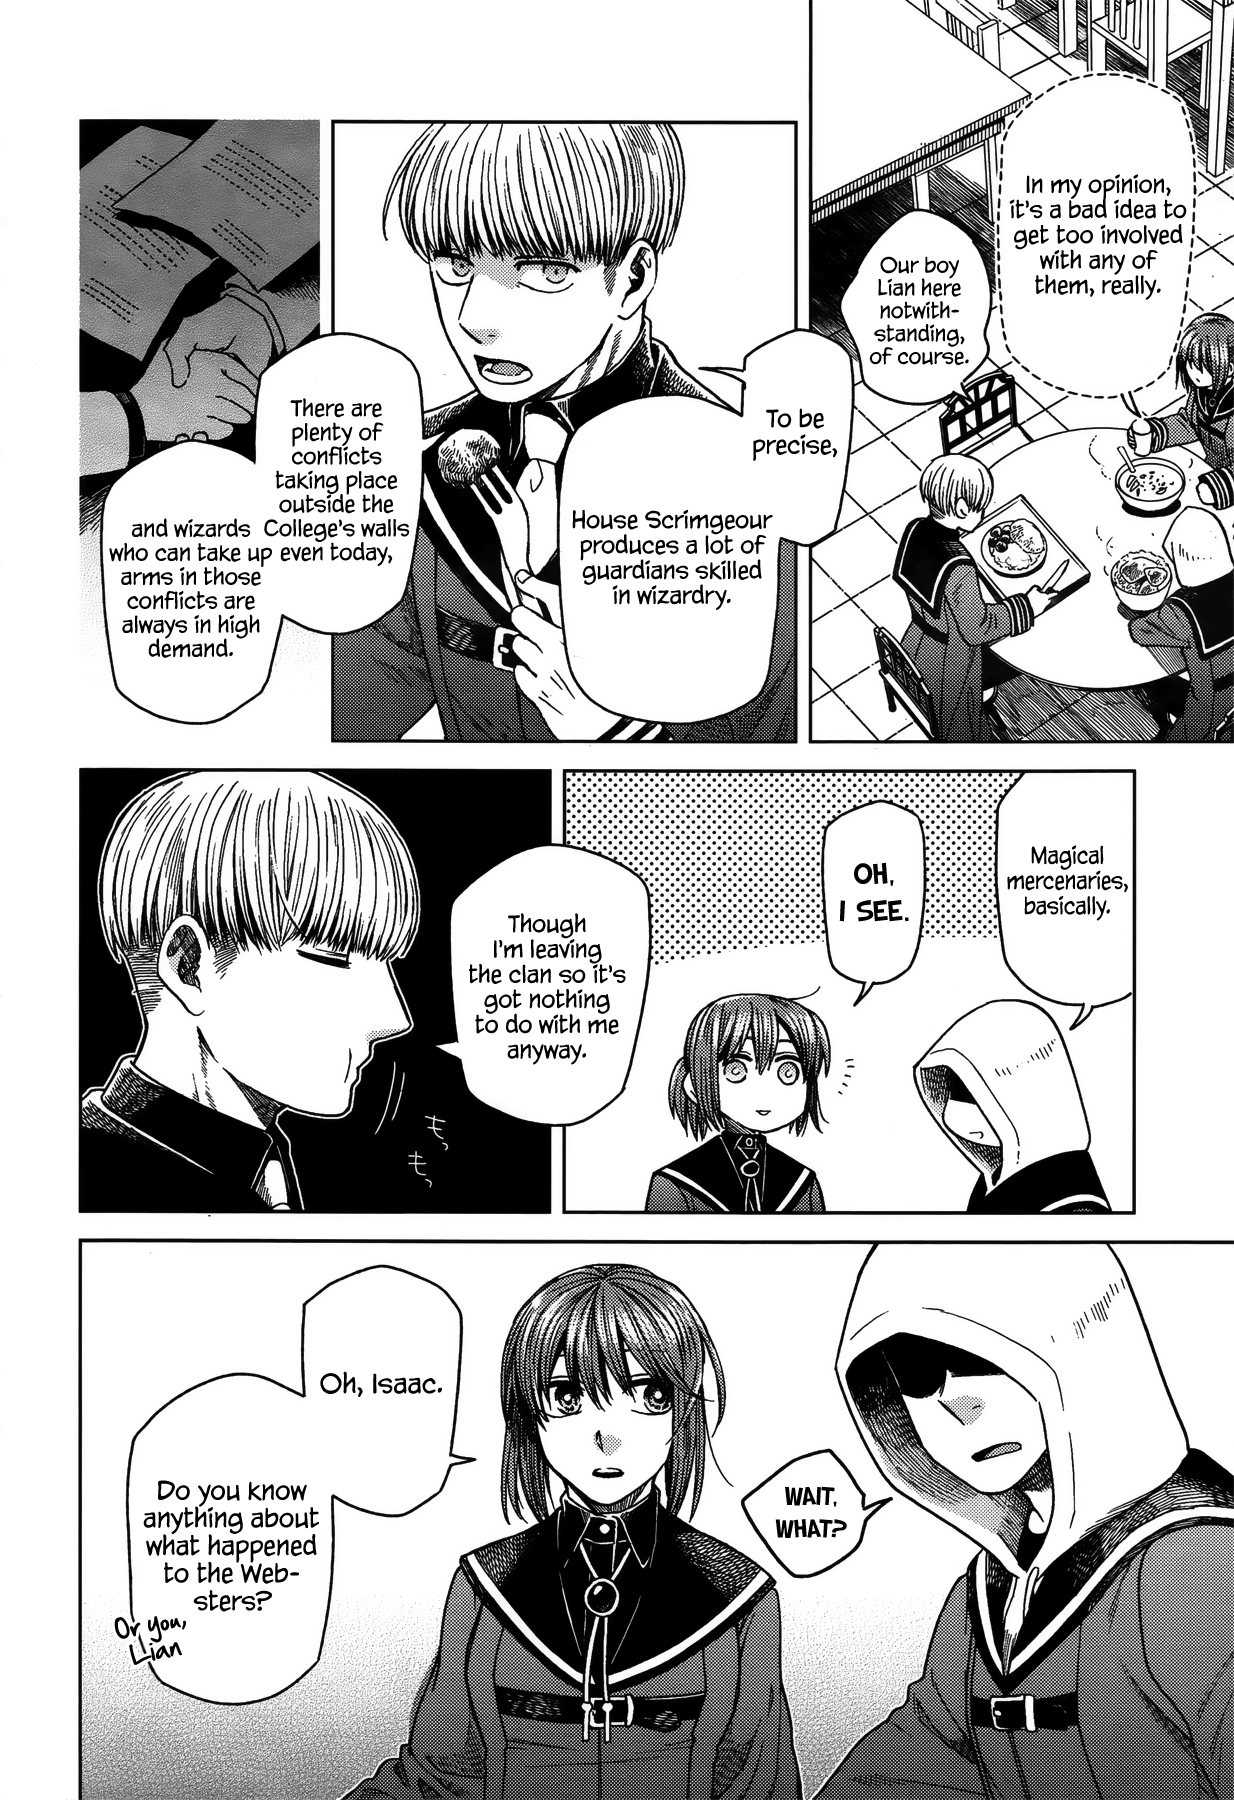 In my opinion,
it's a bad idea to
get too involved
with any of
them, really.
Our boy
Lian here
notwith-
standing,
of course.
To be
precise,
House Scrimgeour
produces a lot of
guardians skilled
in wizardry.
There are
plenty of
conflicts
taking place
outside the
College's walls
even today,
and wizards
who can take up
arms in those
conflicts are
always in high
demand.
Magical
mercenaries,
basically.
OH,
I SEE.
Though
I'm leaving
the clan so it's
got nothing
to do with me
anyway.
もっ
もっ
Oh, Isaac.
Do you know
anything about
what happened
to the Web-
sters?
Or you,
Lian
WAIT,
WHAT?